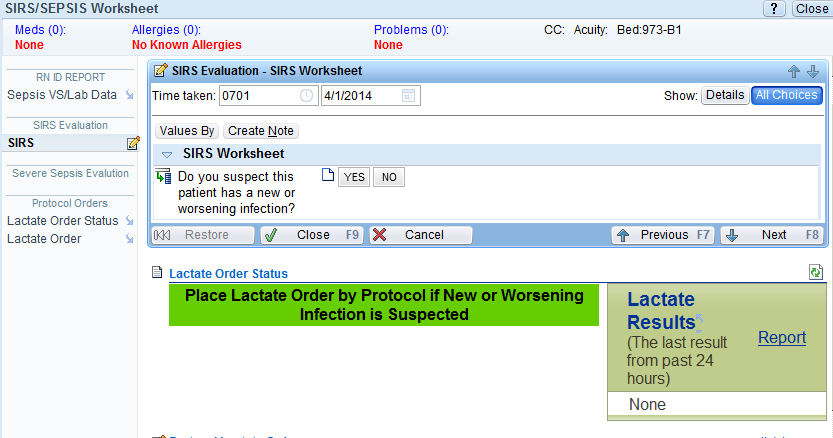 SIRS/SEPSIS Worksheet
? Close
Meds (0): Allergies (0): Problems (0): CC: Acuity: Bed:973-B1
None No Known Allergies None
RN ID REPORT
Sepsis VS/Lab Data
SIRS Evaluation
SIRS
Severe Sepsis Evalution
Protocol Orders
Lactate Order Status
Lactate Order
SIRS Evaluation - SIRS Worksheet
Time taken: 0701 4/1/2014 Show: Details All Choices
Values By Create Note
SIRS Worksheet
Do you suspect this YES NO
patient has a new or
worsening infection?
Restore Close F9 Cancel Previous F7 Next F8
Lactate Order Status
Place Lactate Order by Protocol if New or Worsening
Infection is Suspected
Lactate
Results
(The last result
from past 24
hours)
Report
None